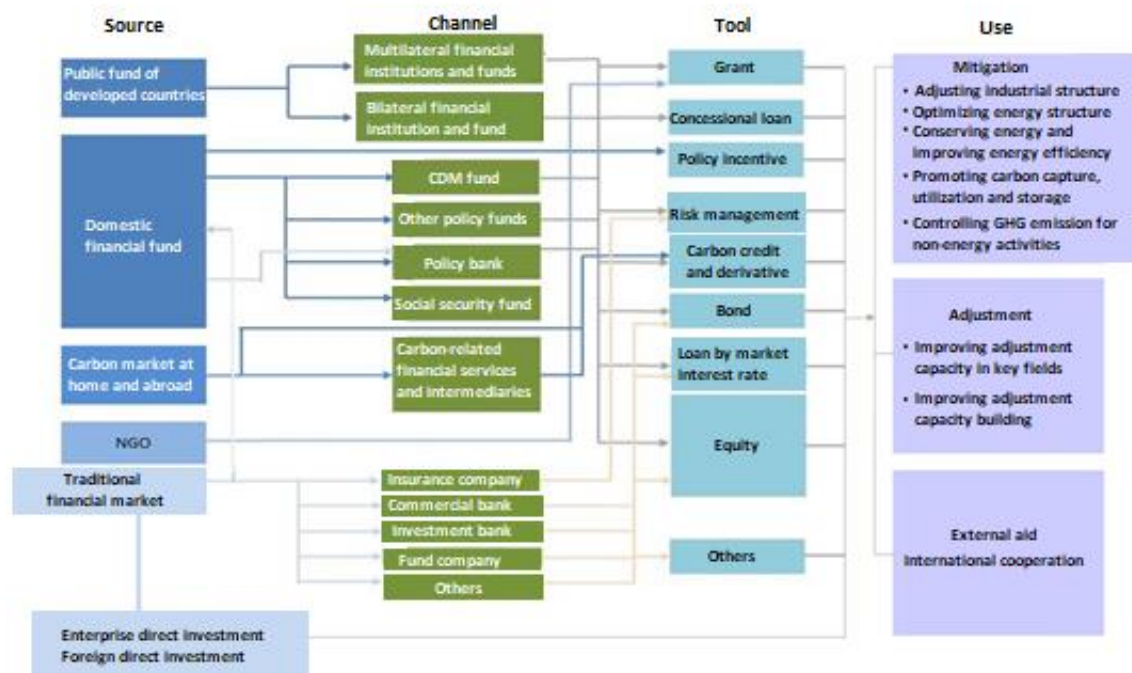 Source
Channel
Tool
Use
Public fund of
developed countries
Domestic
financial fund
Carbon market at
home and abroad
NGO
Traditional
financial market
Enterprise direct investment
Foreign direct investment
Multilateral financial
institutions and funds
Bilateral financial
institution and fund
CDM fund
Other policy funds
Policy bank
Social security fund
Carbon-related
financial services
and intermediaries
Insurance company
Commercial bank
Investment bank
Fund company
Others
Grant
Concessional loan
Policy incentive
Risk management
Carbon credit
and derivative
Bond
Loan by market
interest rate
Equity
Others
Mitigation
• Adjusting industrial structure
• Optimizing energy structure
• Conserving energy and
improving energy efficiency
• Promoting carbon capture,
utilization and storage
• Controlling GHG emission for
non-energy activities
Adjustment
• Improving adjustment
capacity in key fields
• Improving adjustment
capacity building
External aid
International cooperation